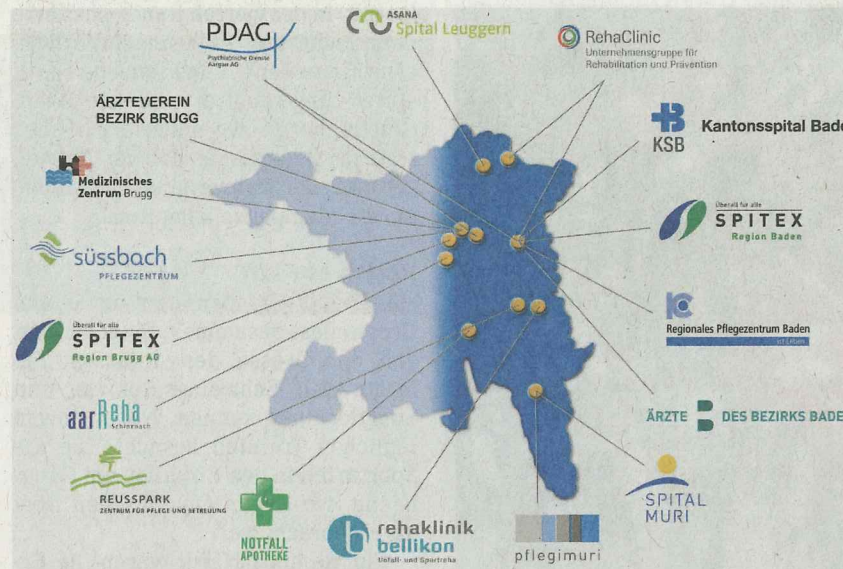 PDAG
Psychiatrische Dienste
Aargau AG
ASANA
Spital Leuggern
RehaClinic
Unternehmensgruppe für
Rehabilitation und Prävention
ÄRZTEVEREIN
BEZIRK BRUGG
KSB
Kantonsspital Bade
Medizinisches
Zentrum Brugg
Überall für alle
SPITEX
Region Baden
süssbach
PFLEGEZENTRUM
Regionales Pflegezentrum Baden
Überall für alle
SPITEX
Region Brugg AG
aarReha
Schinznach
ÄRZTE DES BEZIRKS BADE
REUSSPARK
ZENTRUM FÜR PFLEGE UND BETREUUNG
SPITAL
MURI
NOTFALL
APOTHEKE
rehaklinik
bellikon
Unfall- und Sportreha
pflegimuri